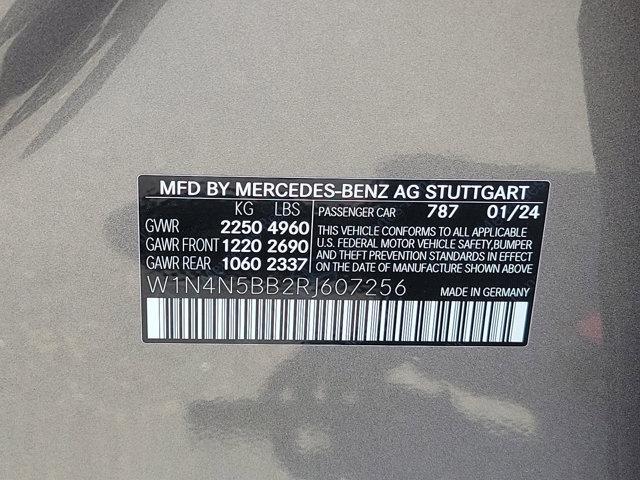 MFD BY MERCEDES-BENZ AG STUTTGART
KG LBS
GVWR 2250 4960
GAWR FRONT 1220 2690
GAWR REAR 1060 2337
PASSENGER CAR 787 01/24
THIS VEHICLE CONFORMS TO ALL APPLICABLE
U.S. FEDERAL MOTOR VEHICLE SAFETY,BUMPER
AND THEFT PREVENTION STANDARDS IN EFFECT
ON THE DATE OF MANUFACTURE SHOWN ABOVE.
W1N4N5BB2RJ607256 MADE IN GERMANY